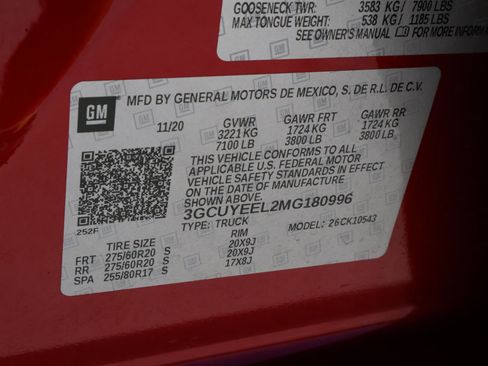 GOOSENECK TWR: 3583 KG / 7900 LBS
MAX TONGUE WEIGHT: 538 KG / 1185 LBS
SEE OWNER'S MANUAL FOR MORE INFORMA
GM
MFD BY GENERAL MOTORS DE MEXICO, S. DE R.L. DE C.V.
11/20 GVWR GAWR FRT GAWR RR
3221 KG 1724 KG 1724 KG
7100 LB 3800 LB 3800 LB
THIS VEHICLE CONFORMS TO ALL
APPLICABLE U.S. FEDERAL MOTOR
VEHICLE SAFETY STANDARDS IN EFFECT
ON THE DATE OF MANUFACTURE
SHOWN ABOVE.
3GCUYEEL2MG180996
252F TYPE: TRUCK MODEL: 26CK10543
TIRE SIZE RIM
FRT 275/60R20 S 20X9J
RR 275/60R20 S 20X9J
SPA 255/80R17 S 17X8J